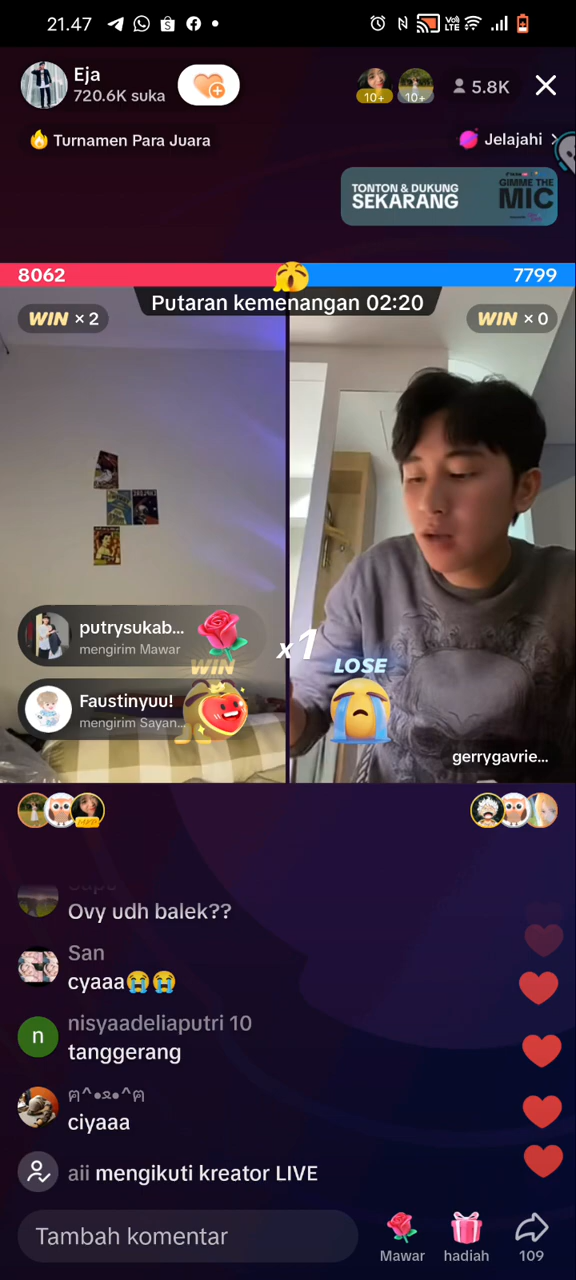 21.47
Vo)) LTE
Eja
720.6K suka
10+
10+
5.8K
Turnamen Para Juara
Jelajahi
TONTON & DUKUNG
SEKARANG
GIMME THE
MIC
8062
7799
Putaran kemenangan 02:20
WIN × 2
WIN × 0
putrysukab...
mengirim Mawar
x1
WIN
LOSE
Faustinyuu!
mengirim Sayan...
gerrygavrie...
Ovy udh balek??
San
cyaaa😭😭
nisyaadeliaputri 10
n
tanggerang
ciyaaa
aii mengikuti kreator LIVE
Tambah komentar
Mawar
hadiah
109